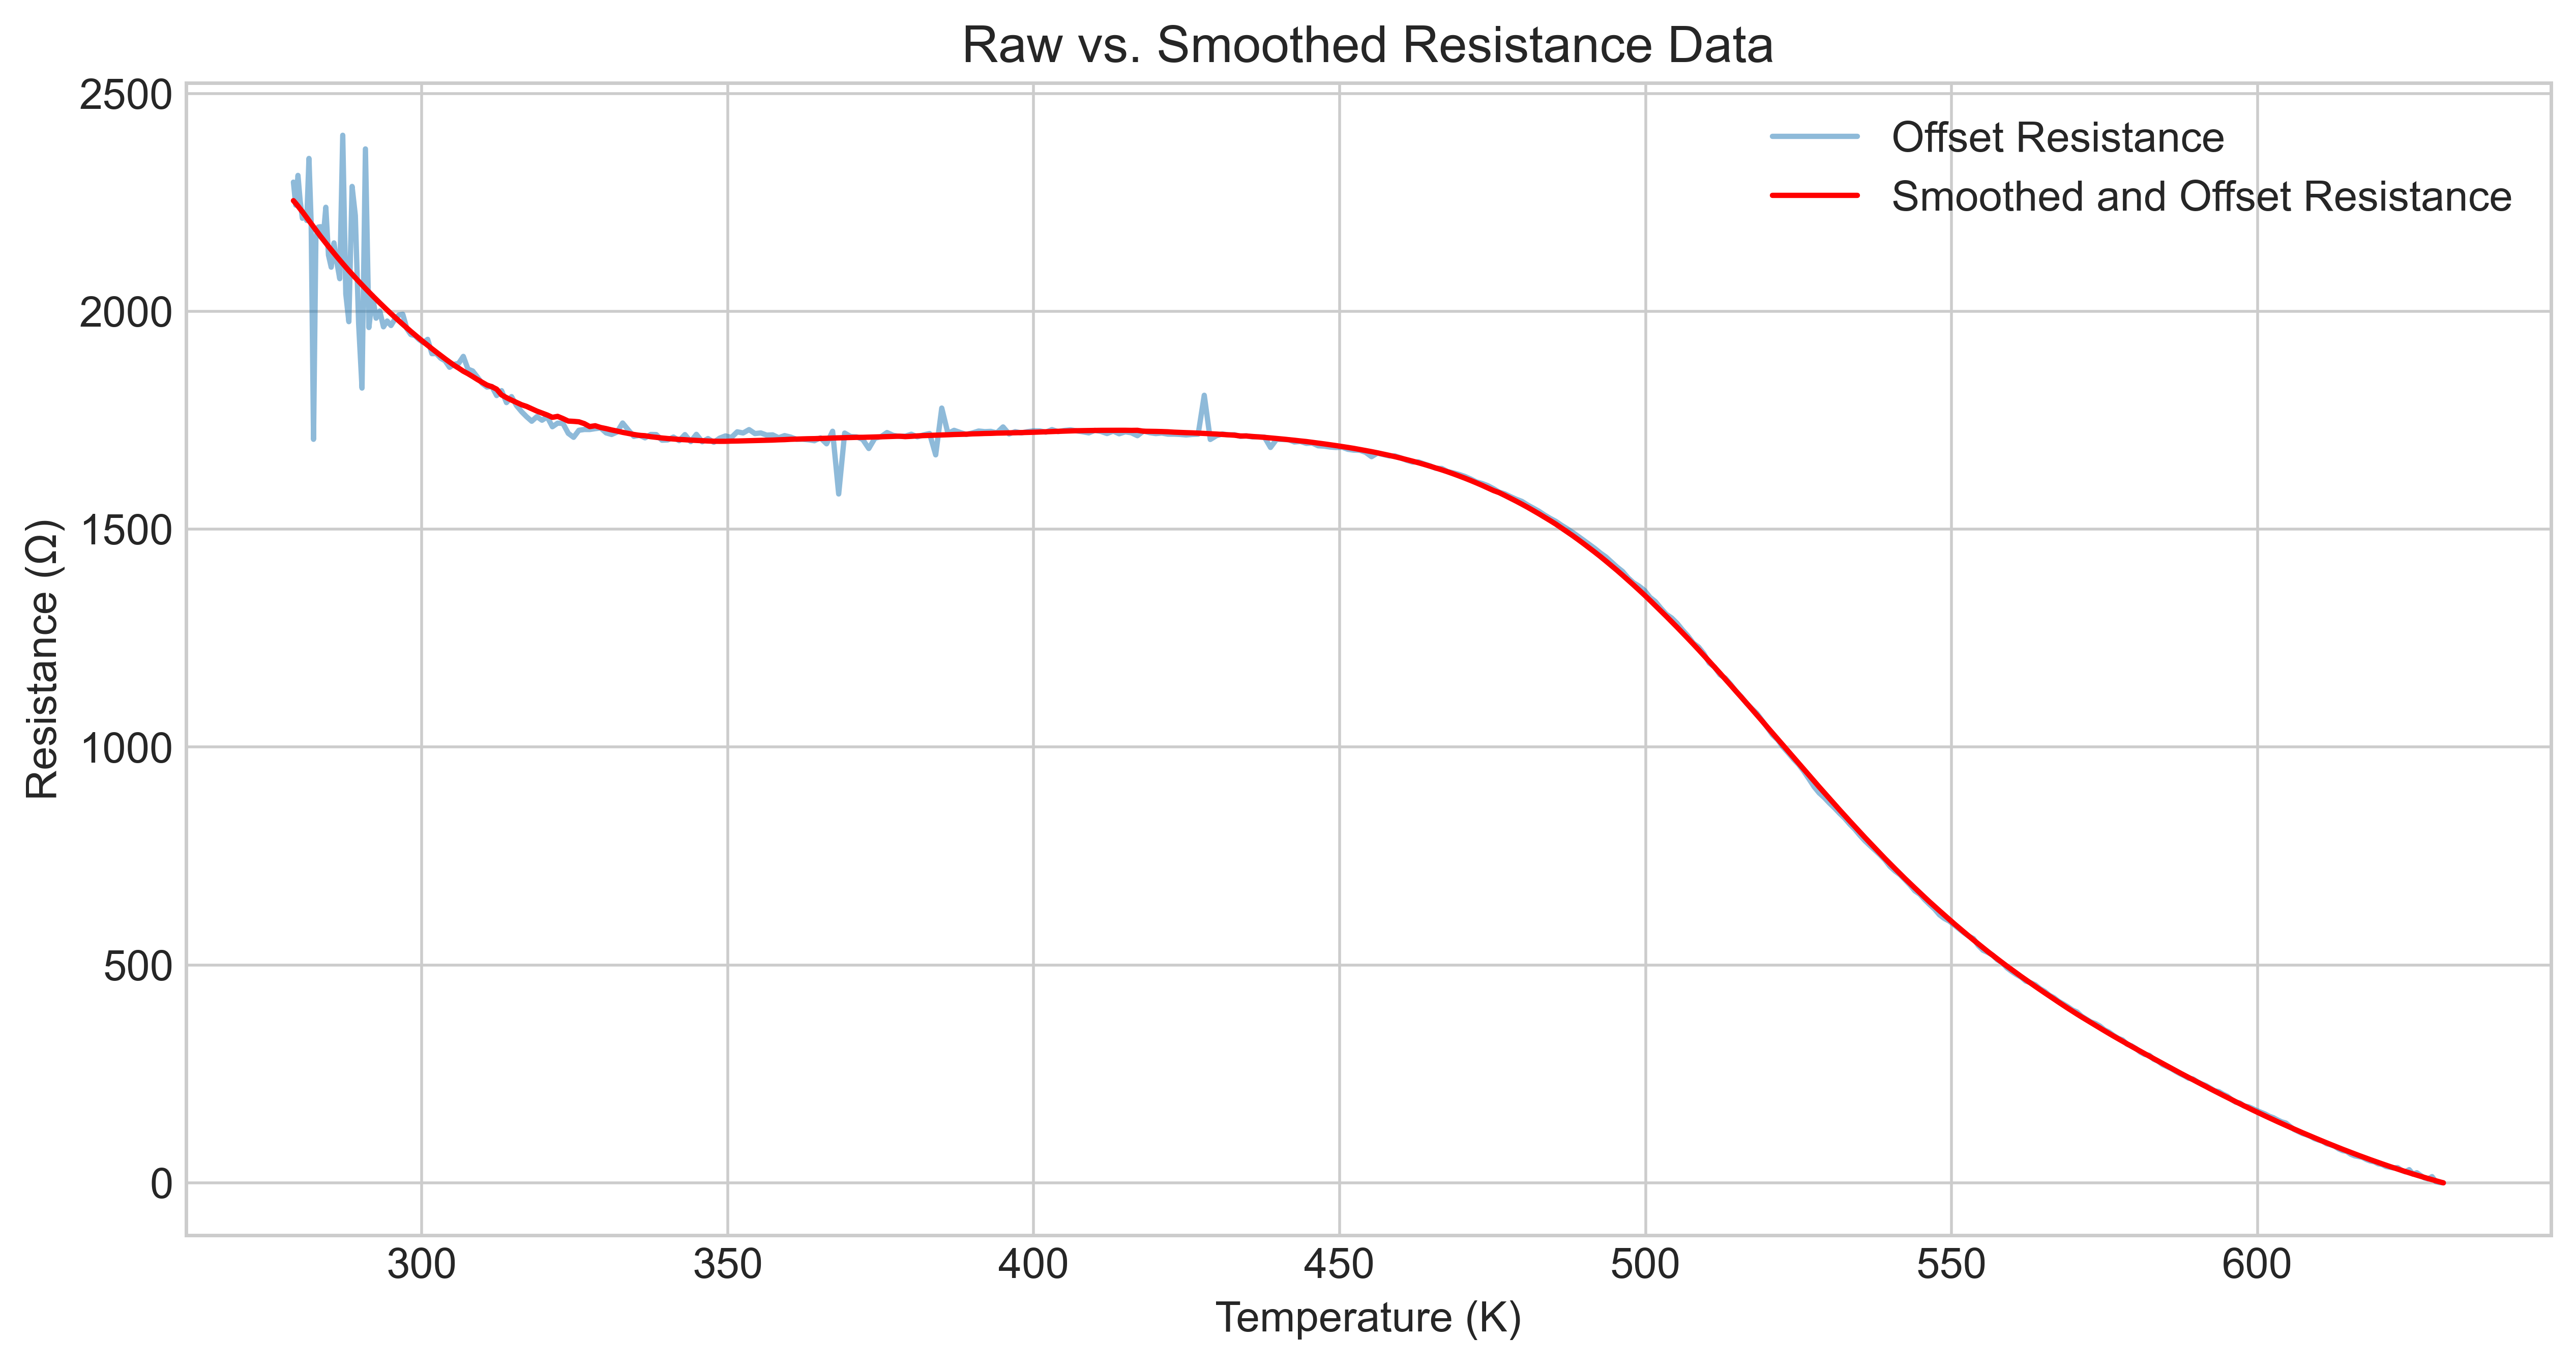 Raw vs. Smoothed Resistance Data
2500
2000
1500
1000
500
0
Resistance (Ω)
Offset Resistance
Smoothed and Offset Resistance
300 350 400 450 500 550 600
Temperature (K)